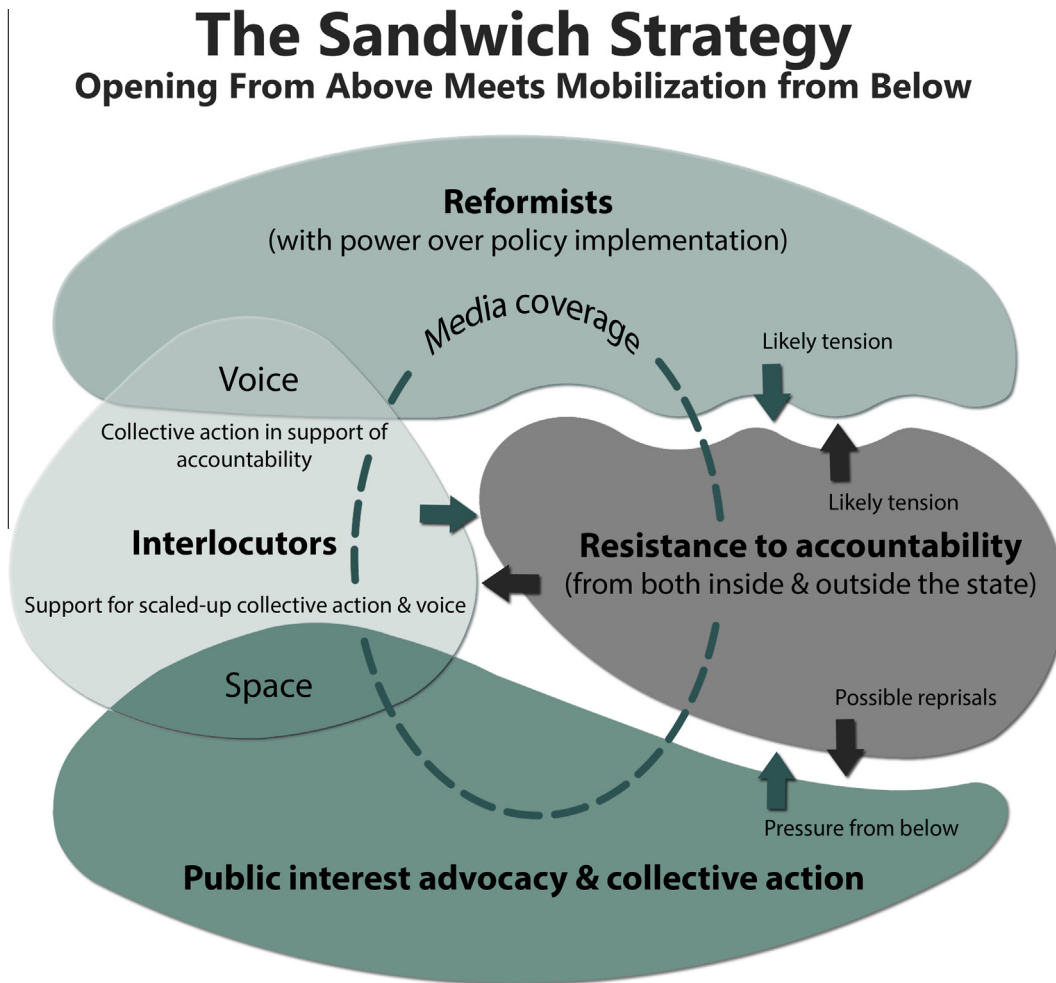 The Sandwich Strategy
Opening From Above Meets Mobilization from Below
Reformists
(with power over policy implementation)
Media coverage
Likely tension
Voice
Collective action in support of
accountability
Likely tension
Interlocutors
Resistance to accountability
(from both inside & outside the state)
Support for scaled-up collective action & voice
Space
Possible reprisals
Pressure from below
Public interest advocacy & collective action